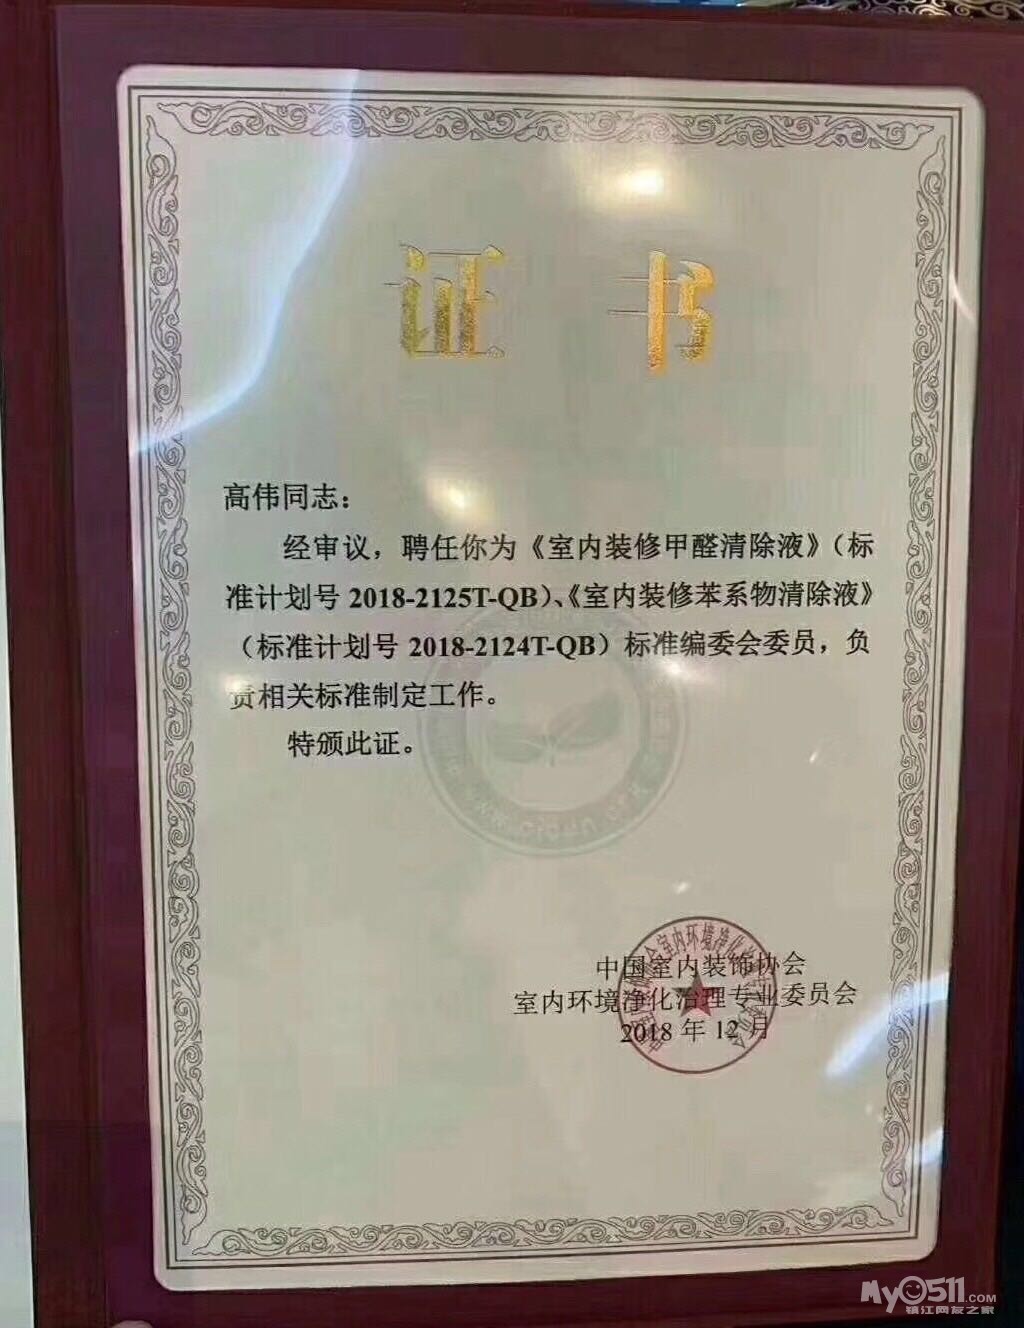 证书
高伟同志：
经审议，聘任你为《室内装修甲醛清除液》（标
准计划号 2018-2125T-QB）、《室内装修苯系物清除液》
（标准计划号 2018-2124T-QB）标准编委会委员，负
责相关标准制定工作。
特颁此证。
中国室内装饰协会
室内环境净化治理专业委员会
2018 年 12 月
My0511.COM
镇江网友之家